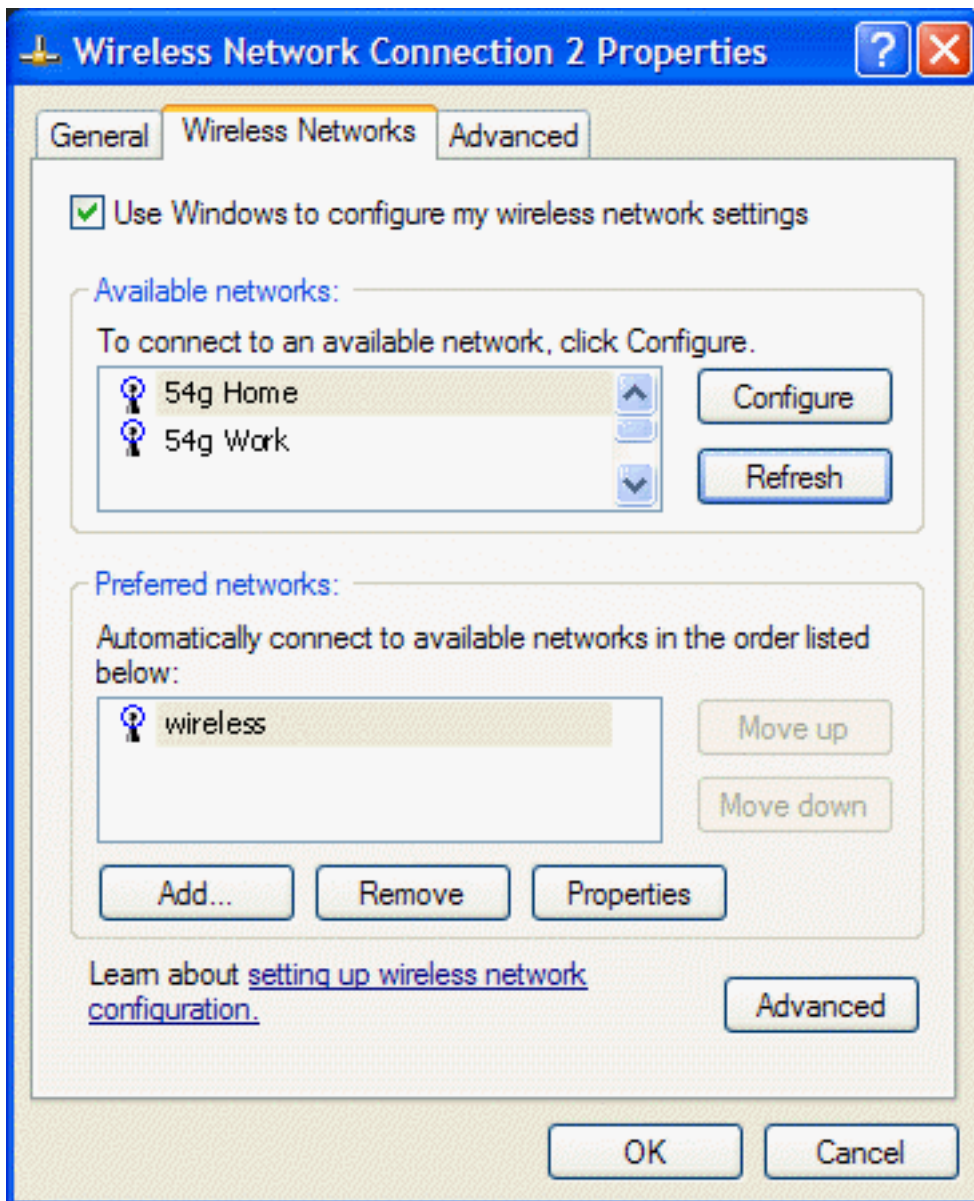 Wireless Network Connection 2 Properties
General
Wireless Networks
Advanced
Use Windows to configure my wireless network settings
Available networks:
To connect to an available network, click Configure.
54g Home
54g Work
Configure
Refresh
Preferred networks:
Automatically connect to available networks in the order listed
below:
wireless
Move up
Move down
Add...
Remove
Properties
Learn about setting up wireless network
configuration.
Advanced
OK
Cancel